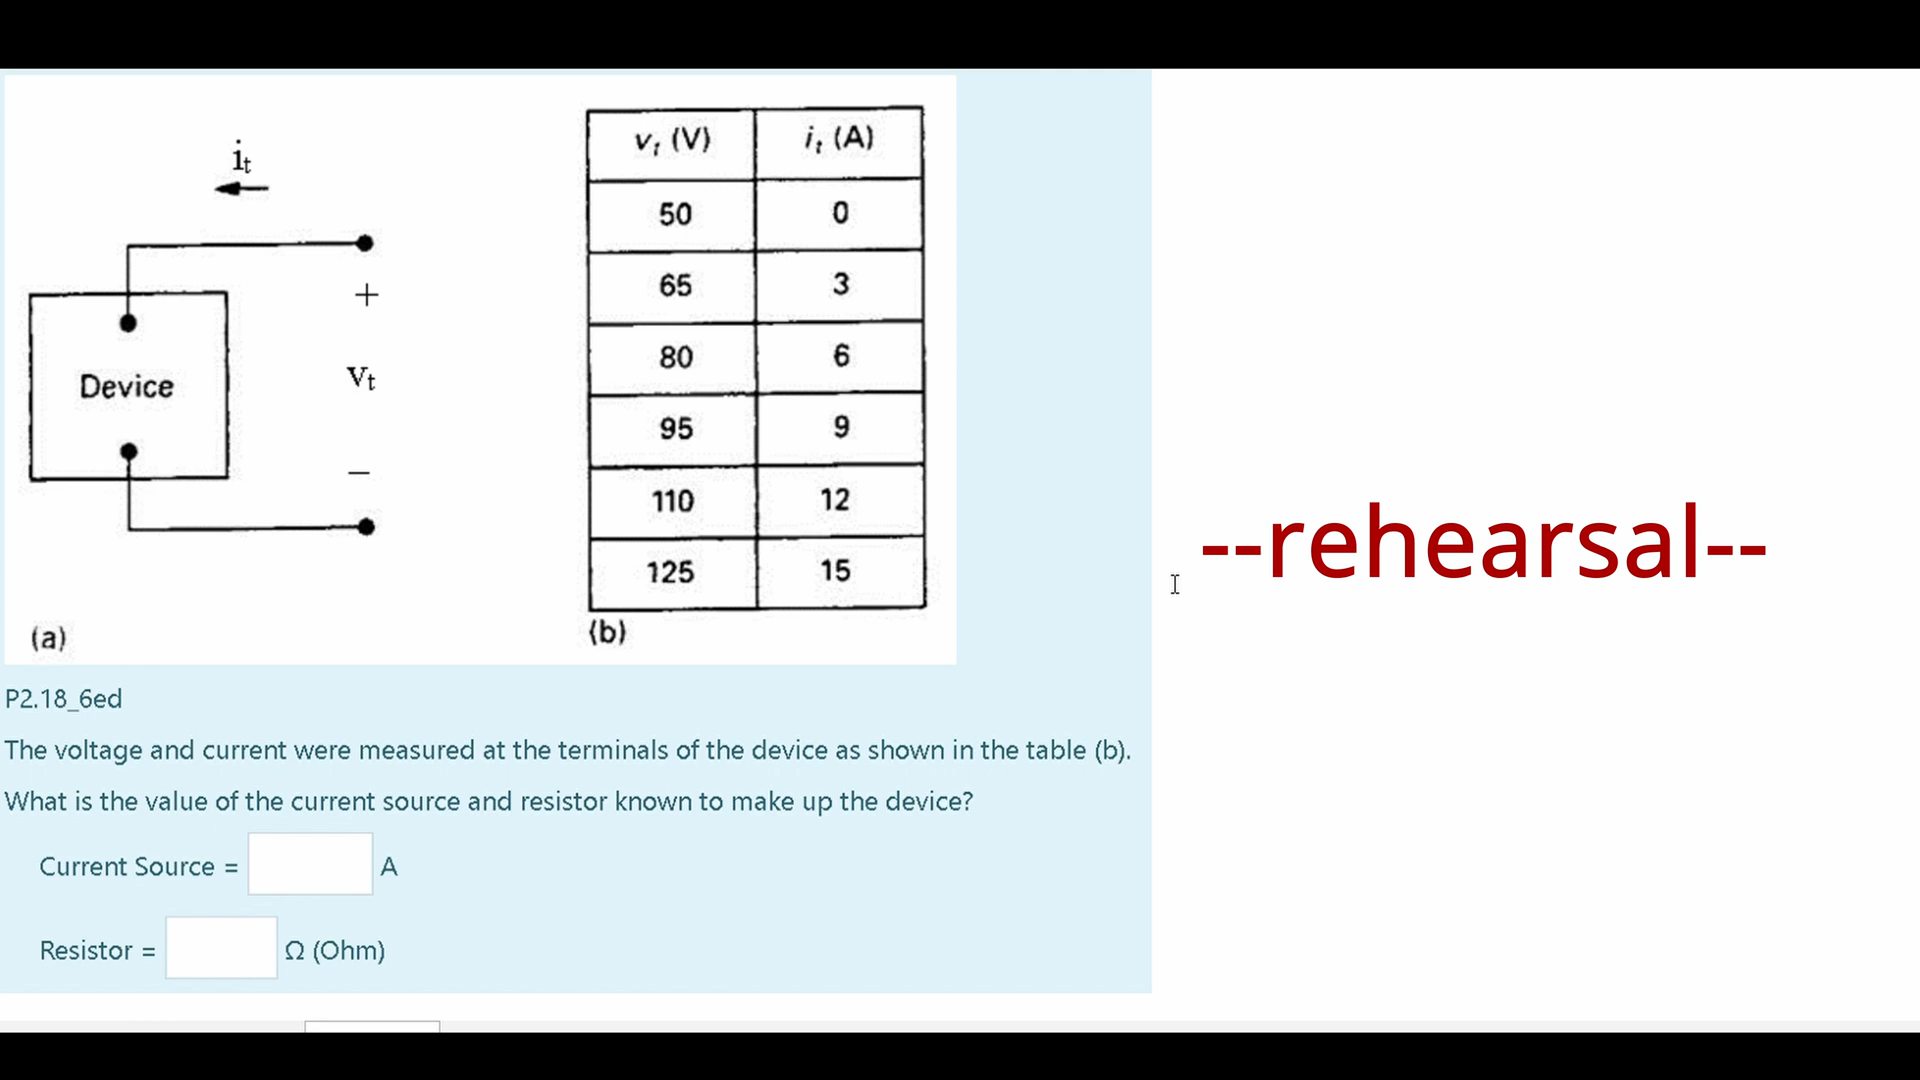 i_t
Device
+
v_t
−
(a)
v_t (V) i_t (A)
50 0
65 3
80 6
95 9
110 12
125 15
(b)
--rehearsal--
P2.18_6ed
The voltage and current were measured at the terminals of the device as shown in the table (b).
What is the value of the current source and resistor known to make up the device?
Current Source = A
Resistor = Ω (Ohm)